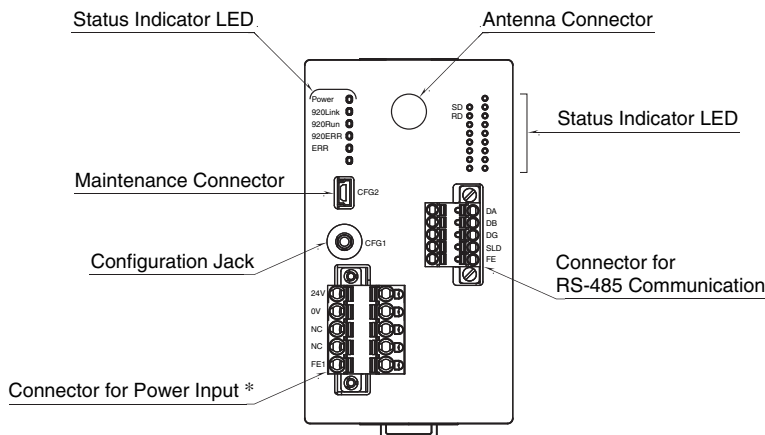 Status Indicator LED
Antenna Connector
Power
920Link
920Run
920ERR
ERR
SD
RD
Status Indicator LED
Maintenance Connector
CFG2
DA
DB
DG
SLD
FE
Configuration Jack
CFG1
Connector for
RS-485 Communication
24V
0V
NC
NC
FE1
Connector for Power Input *